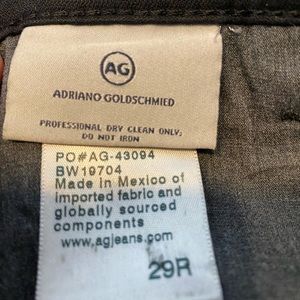 AG
ADRIANO GOLDSCHMIED
PROFESSIONAL DRY CLEAN ONLY;
DO NOT IRON
PO#AG-43094
BW19704
Made in Mexico of
imported fabric and
globally sourced
components
www.agjeans.com
29R